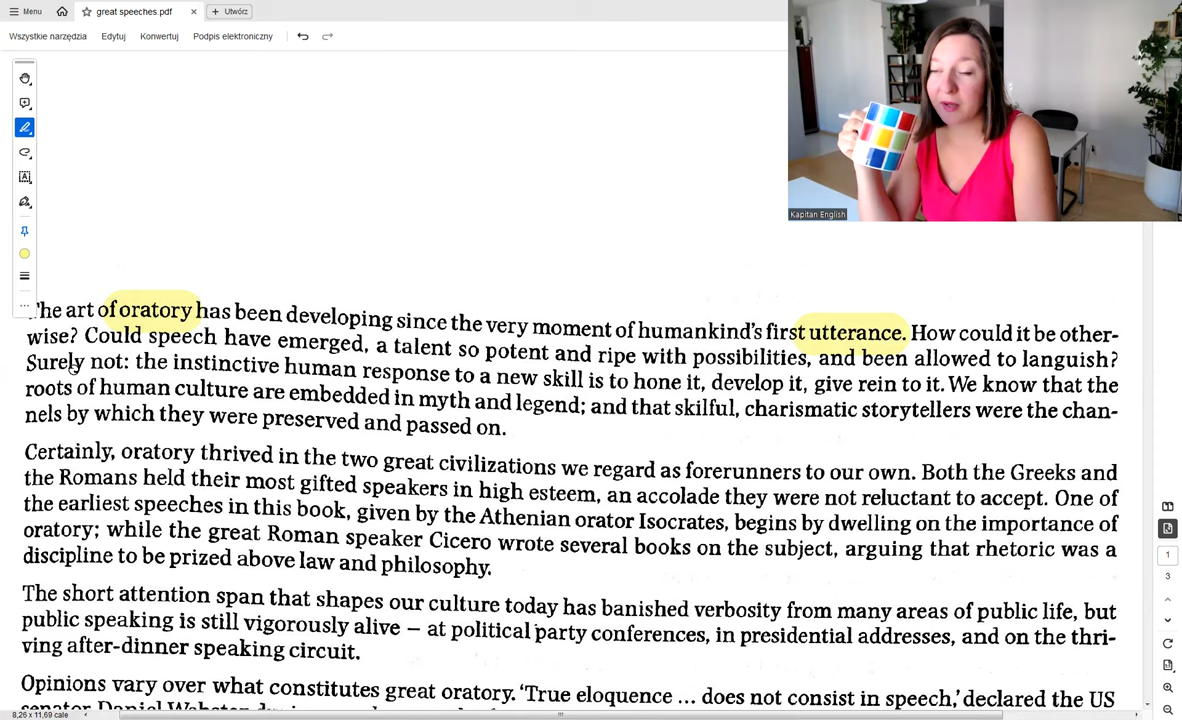 Menu
great speeches.pdf
Utwórz
Wszystkie narzędzia Edytuj Konwertuj Podpis elektroniczny
Kapitan English
The art of oratory has been developing since the very moment of humankind's first utterance. How could it be other-
wise? Could speech have emerged, a talent so potent and ripe with possibilities, and been allowed to languish?
Surely not: the instinctive human response to a new skill is to hone it, develop it, give rein to it. We know that the
roots of human culture are embedded in myth and legend; and that skilful, charismatic storytellers were the chan-
nels by which they were preserved and passed on.
Certainly, oratory thrived in the two great civilizations we regard as forerunners to our own. Both the Greeks and
the Romans held their most gifted speakers in high esteem, an accolade they were not reluctant to accept. One of
the earliest speeches in this book, given by the Athenian orator Isocrates, begins by dwelling on the importance of
oratory; while the great Roman speaker Cicero wrote several books on the subject, arguing that rhetoric was a
discipline to be prized above law and philosophy.
The short attention span that shapes our culture today has banished verbosity from many areas of public life, but
public speaking is still vigorously alive – at political party conferences, in presidential addresses, and on the thri-
ving after-dinner speaking circuit.
Opinions vary over what constitutes great oratory. 'True eloquence ... does not consist in speech,' declared the US
senator Daniel Webster
1
3
8,26 x 11,69 cale